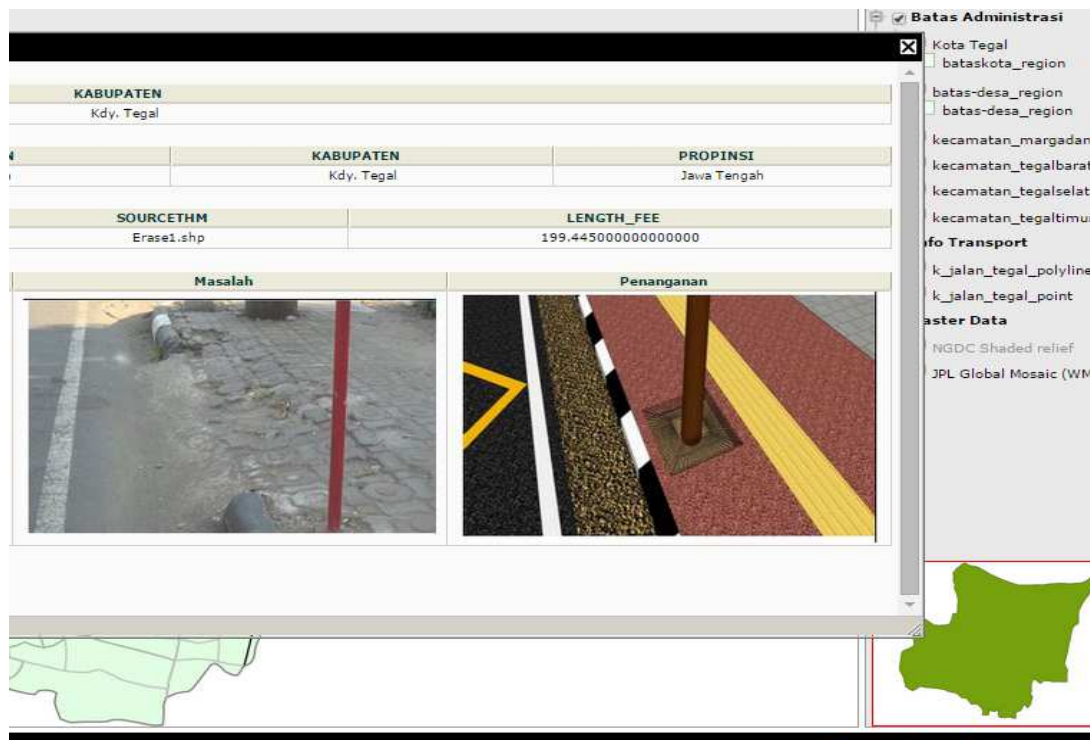 Batas Administrasi
Kota Tegal
bataskota_region
KABUPATEN
batas-desa_region
Kdy. Tegal
batas-desa_region
kecamatan_margadan
KABUPATEN PROPINSI
kecamatan_tegalbarat
Kdy. Tegal Jawa Tengah
kecamatan_tegalselat
SOURCETHM LENGTH_FEE
kecamatan_tegaltimur
Erase1.shp 199.445000000000000
fo Transport
Masalah Penanganan
k_jalan_tegal_polyline
k_jalan_tegal_point
aster Data
NGDC Shaded relief
JPL Global Mosaic (WM